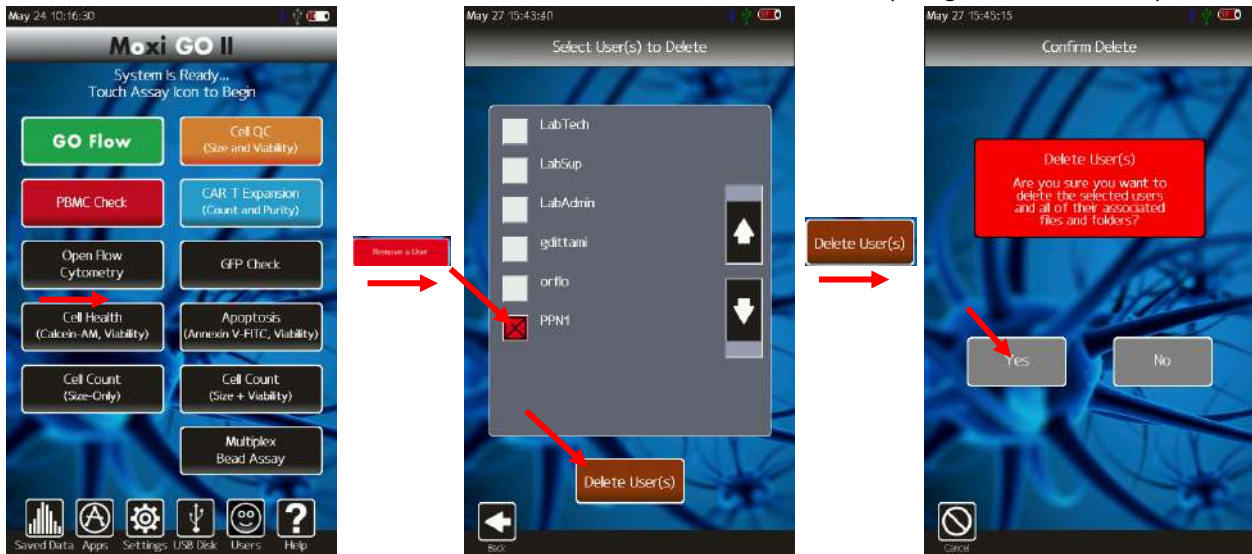 May 24 10:16:30
Moxi GO II
System is Ready...
Touch Assay Icon to Begin
GO Flow
Cell QC
(Size and Viability)
PBMC Check
CAR T Expansion
(Count and Purity)
Open Flow
Cytometry
GFP Check
Cell Health
(Calcein-AM, Viability)
Apoptosis
(Annexin V-FITC, Viability)
Cell Count
(Size-Only)
Cell Count
(Size + Viability)
Multiplex
Bead Assay
Saved Data
Apps
Settings
USB Disk
Users
Help
Remove a User
May 27 15:43:40
Select User(s) to Delete
LabTech
LabSup
LabAdmin
gdittami
orflo
PPN1
Delete User(s)
Back
Delete User(s)
May 27 15:45:15
Confirm Delete
Delete User(s)
Are you sure you want to
delete the selected users
and all of their associated
files and folders?
Yes
No
Cancel